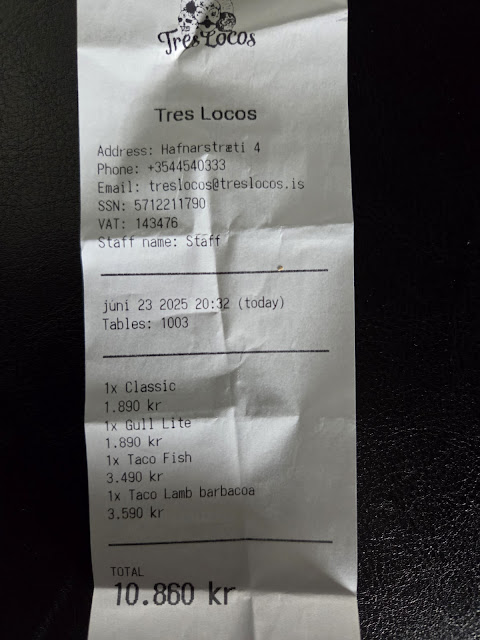 Tres Locos
Tres Locos
Address: Hafnarstræti 4
Phone: +3544540333
Email: treslocos@treslocos.is
SSN: 5712211790
VAT: 143476
Staff name: Staff
júní 23 2025 20:32 (today)
Tables: 1003
1x Classic
1.890 kr
1x Gull Lite
1.890 kr
1x Taco Fish
3.490 kr
1x Taco Lamb barbacoa
3.590 kr
TOTAL
10.860 kr